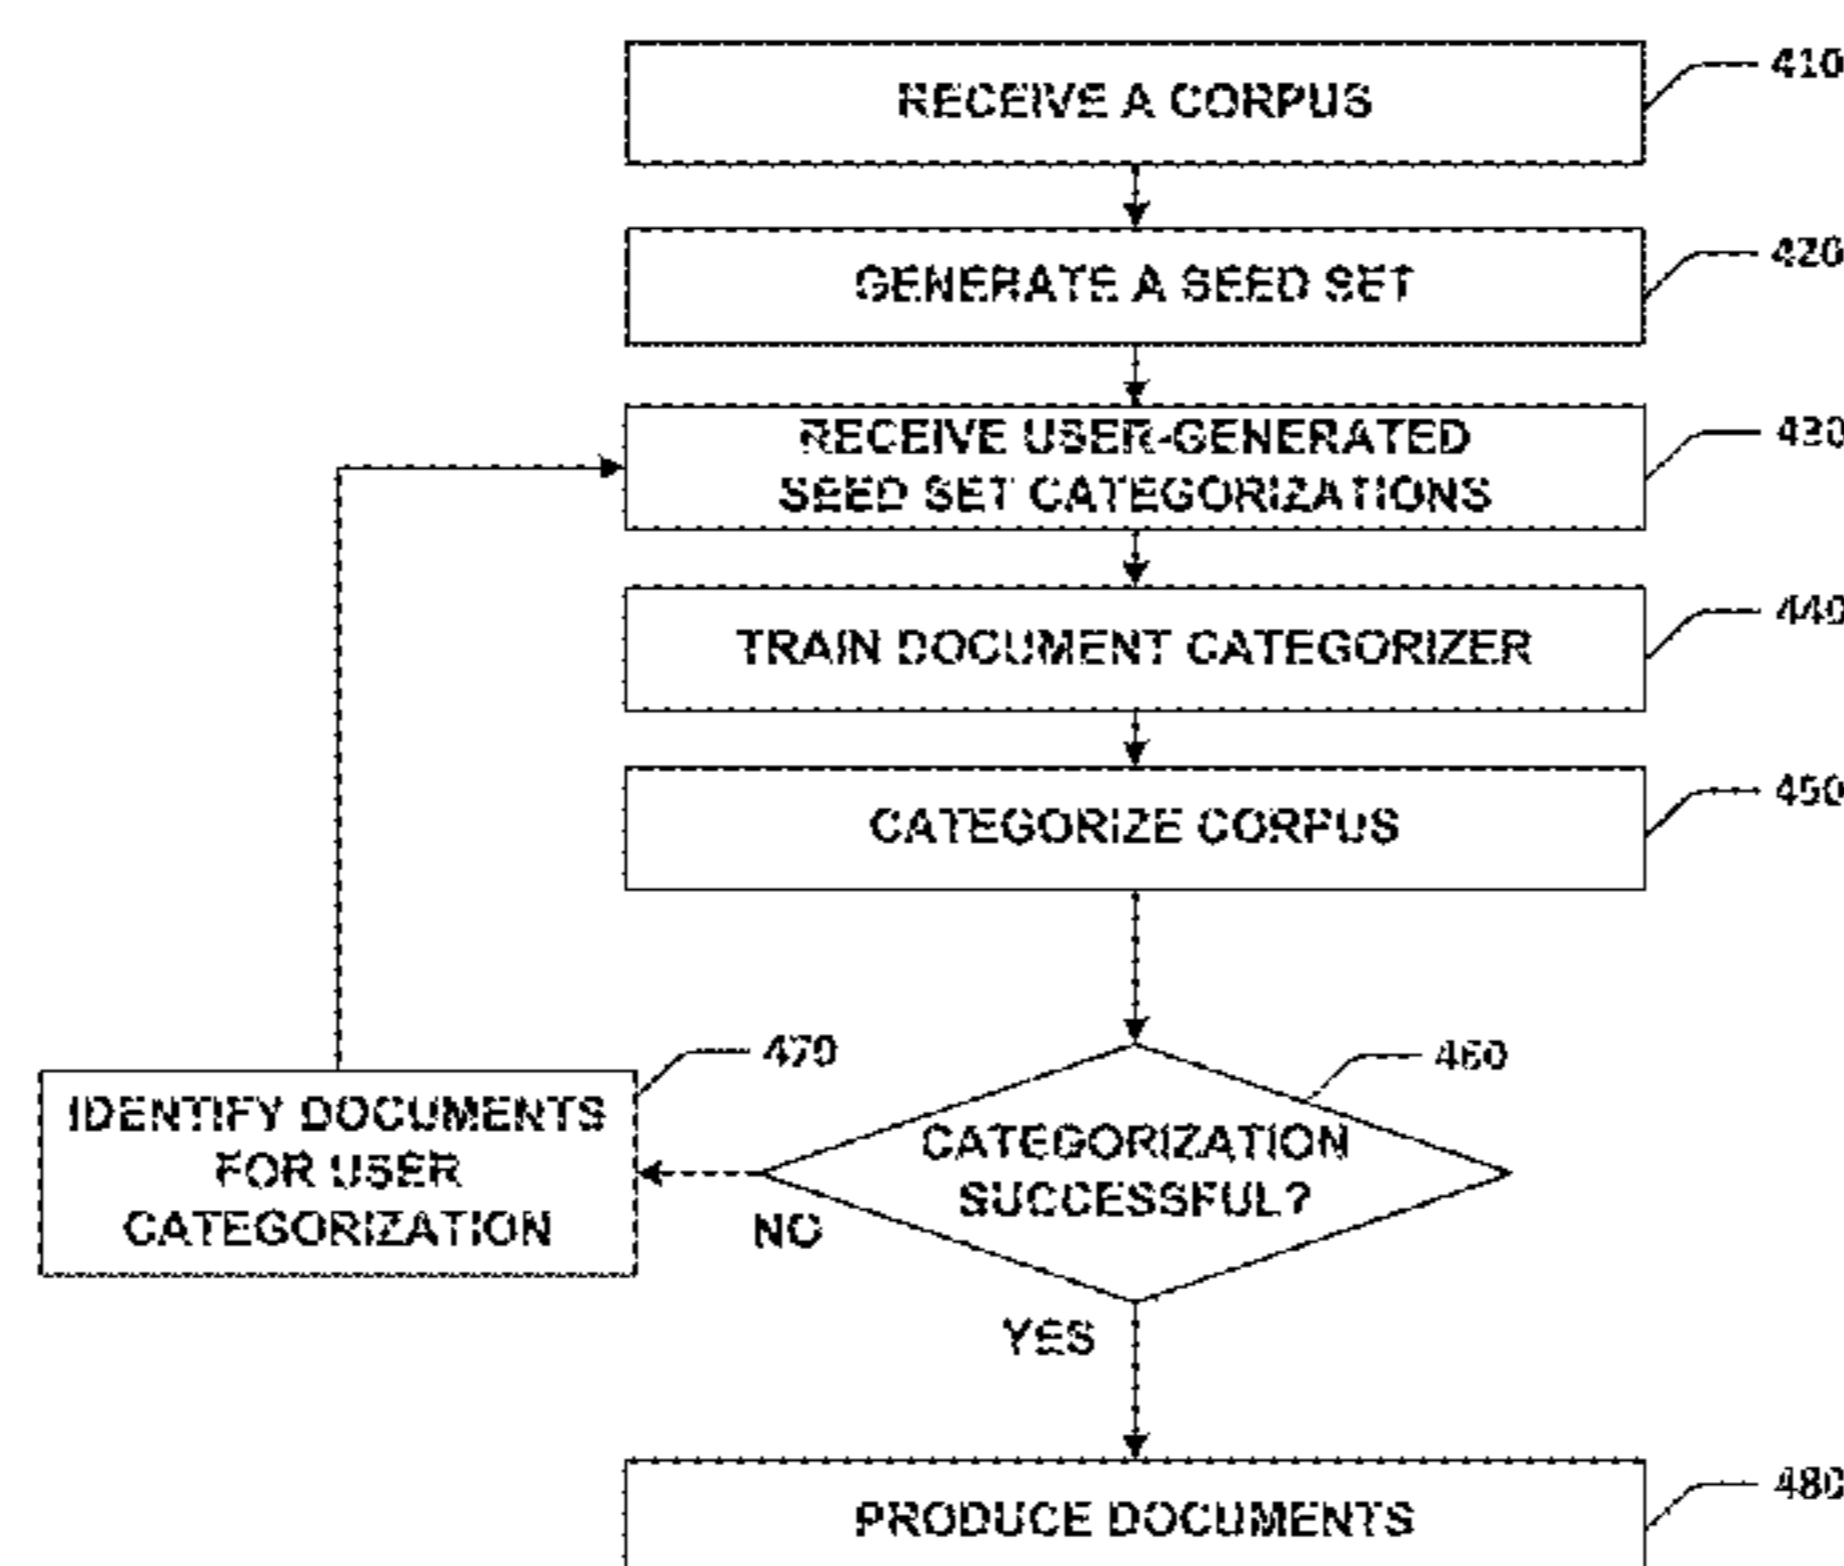 RECEIVE A CORPUS
410
GENERATE A SEED SET
420
RECEIVE USER-GENERATED
SEED SET CATEGORIZATIONS
430
TRAIN DOCUMENT CATEGORIZER
440
CATEGORIZE CORPUS
450
470
460
IDENTIFY DOCUMENTS
FOR USER
CATEGORIZATION
CATEGORIZATION
SUCCESSFUL?
NO
YES
PRODUCE DOCUMENTS
480